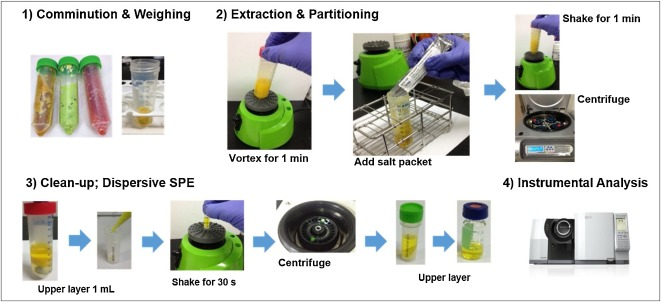 1) Comminution & Weighing
2) Extraction & Partitioning
Shake for 1 min
Centrifuge
Vortex for 1 min
Add salt packet
3) Clean-up; Dispersive SPE
4) Instrumental Analysis
Upper layer 1 mL
Shake for 30 s
Centrifuge
Upper layer